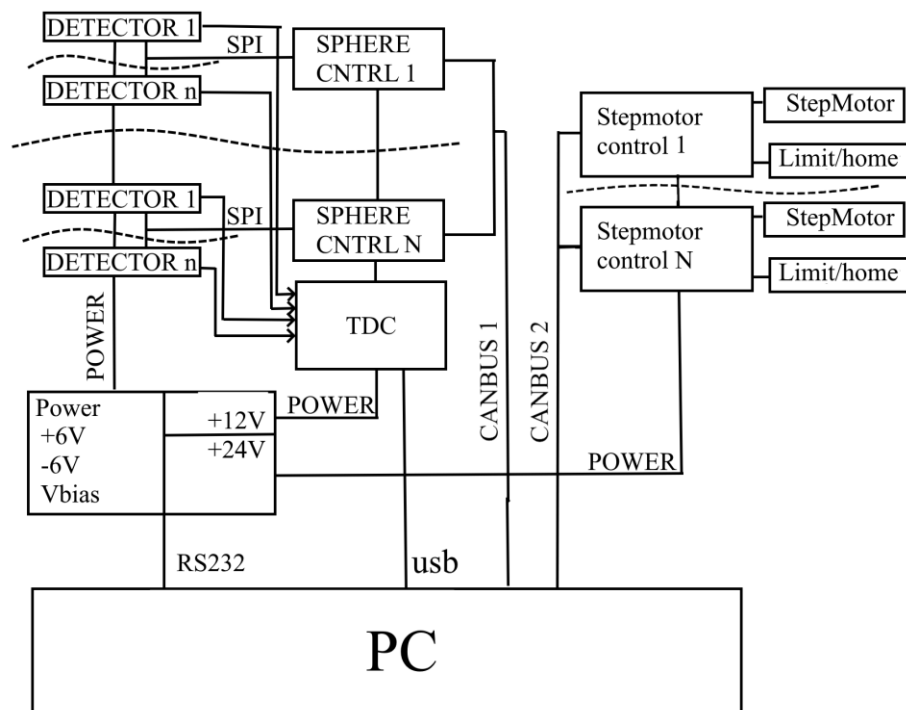 DETECTOR 1
SPI
SPHERE
CNTRL 1
DETECTOR n
Stepmotor
control 1
StepMotor
Limit/home
DETECTOR 1
SPI
SPHERE
CNTRL N
DETECTOR n
Stepmotor
control N
StepMotor
Limit/home
TDC
POWER
CANBUS 1
CANBUS 2
Power
+6V
-6V
Vbias
+12V
+24V
POWER
POWER
RS232
usb
PC